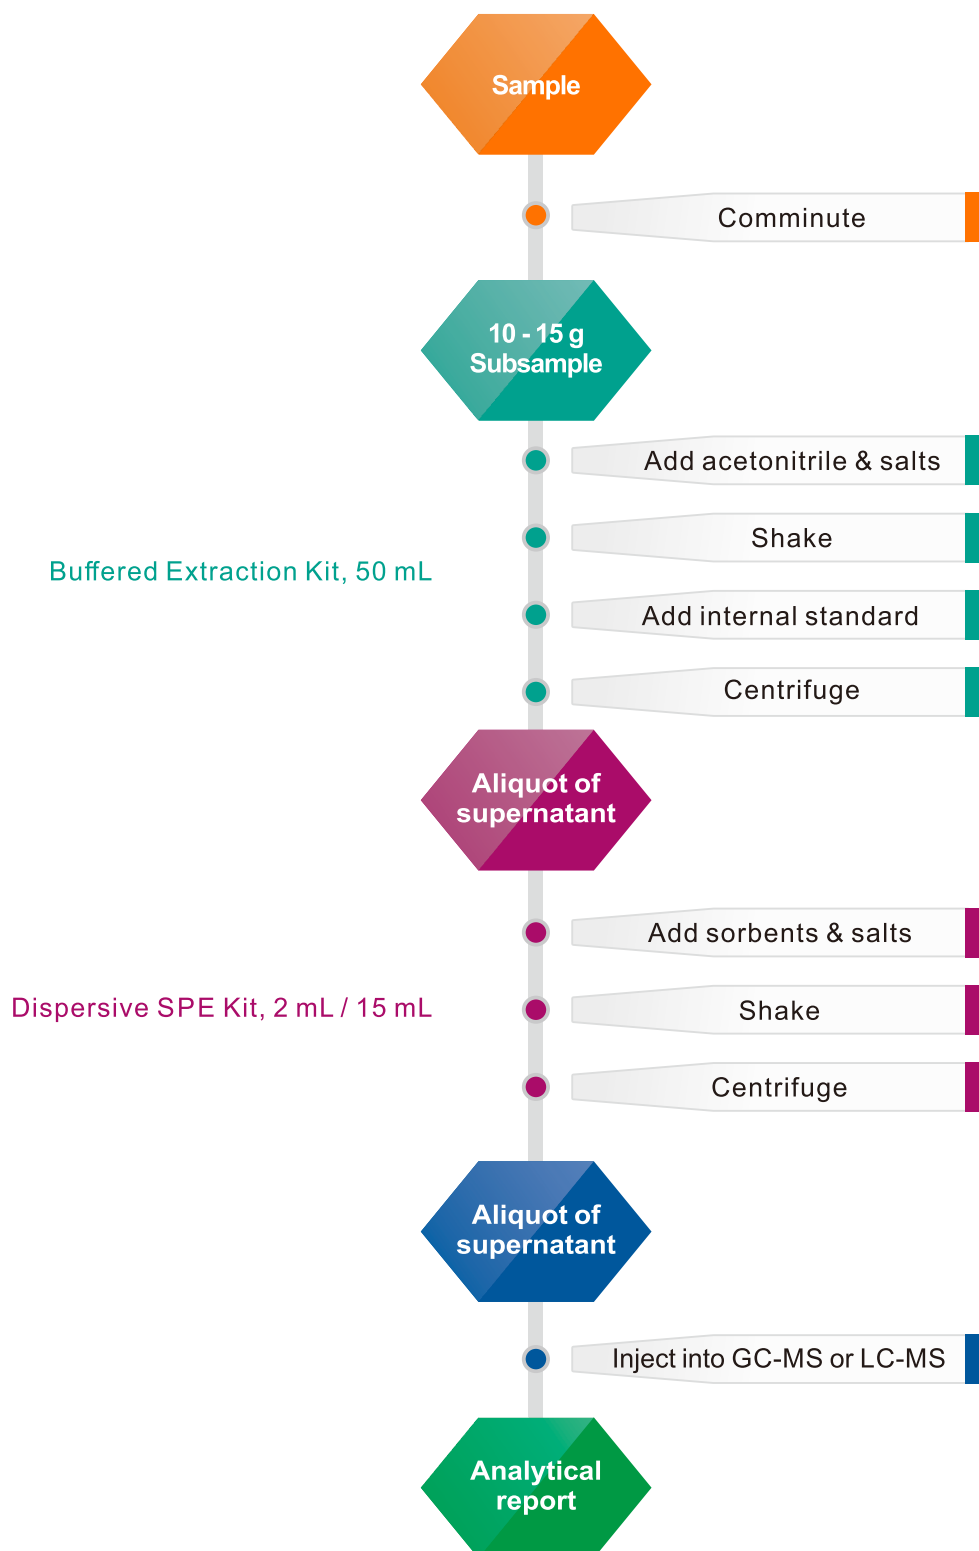 Sample
Comminute
10 - 15 g
Subsample
Add acetonitrile & salts
Shake
Buffered Extraction Kit, 50 mL
Add internal standard
Centrifuge
Aliquot of
supernatant
Add sorbents & salts
Dispersive SPE Kit, 2 mL / 15 mL
Shake
Centrifuge
Aliquot of
supernatant
Inject into GC-MS or LC-MS
Analytical
report